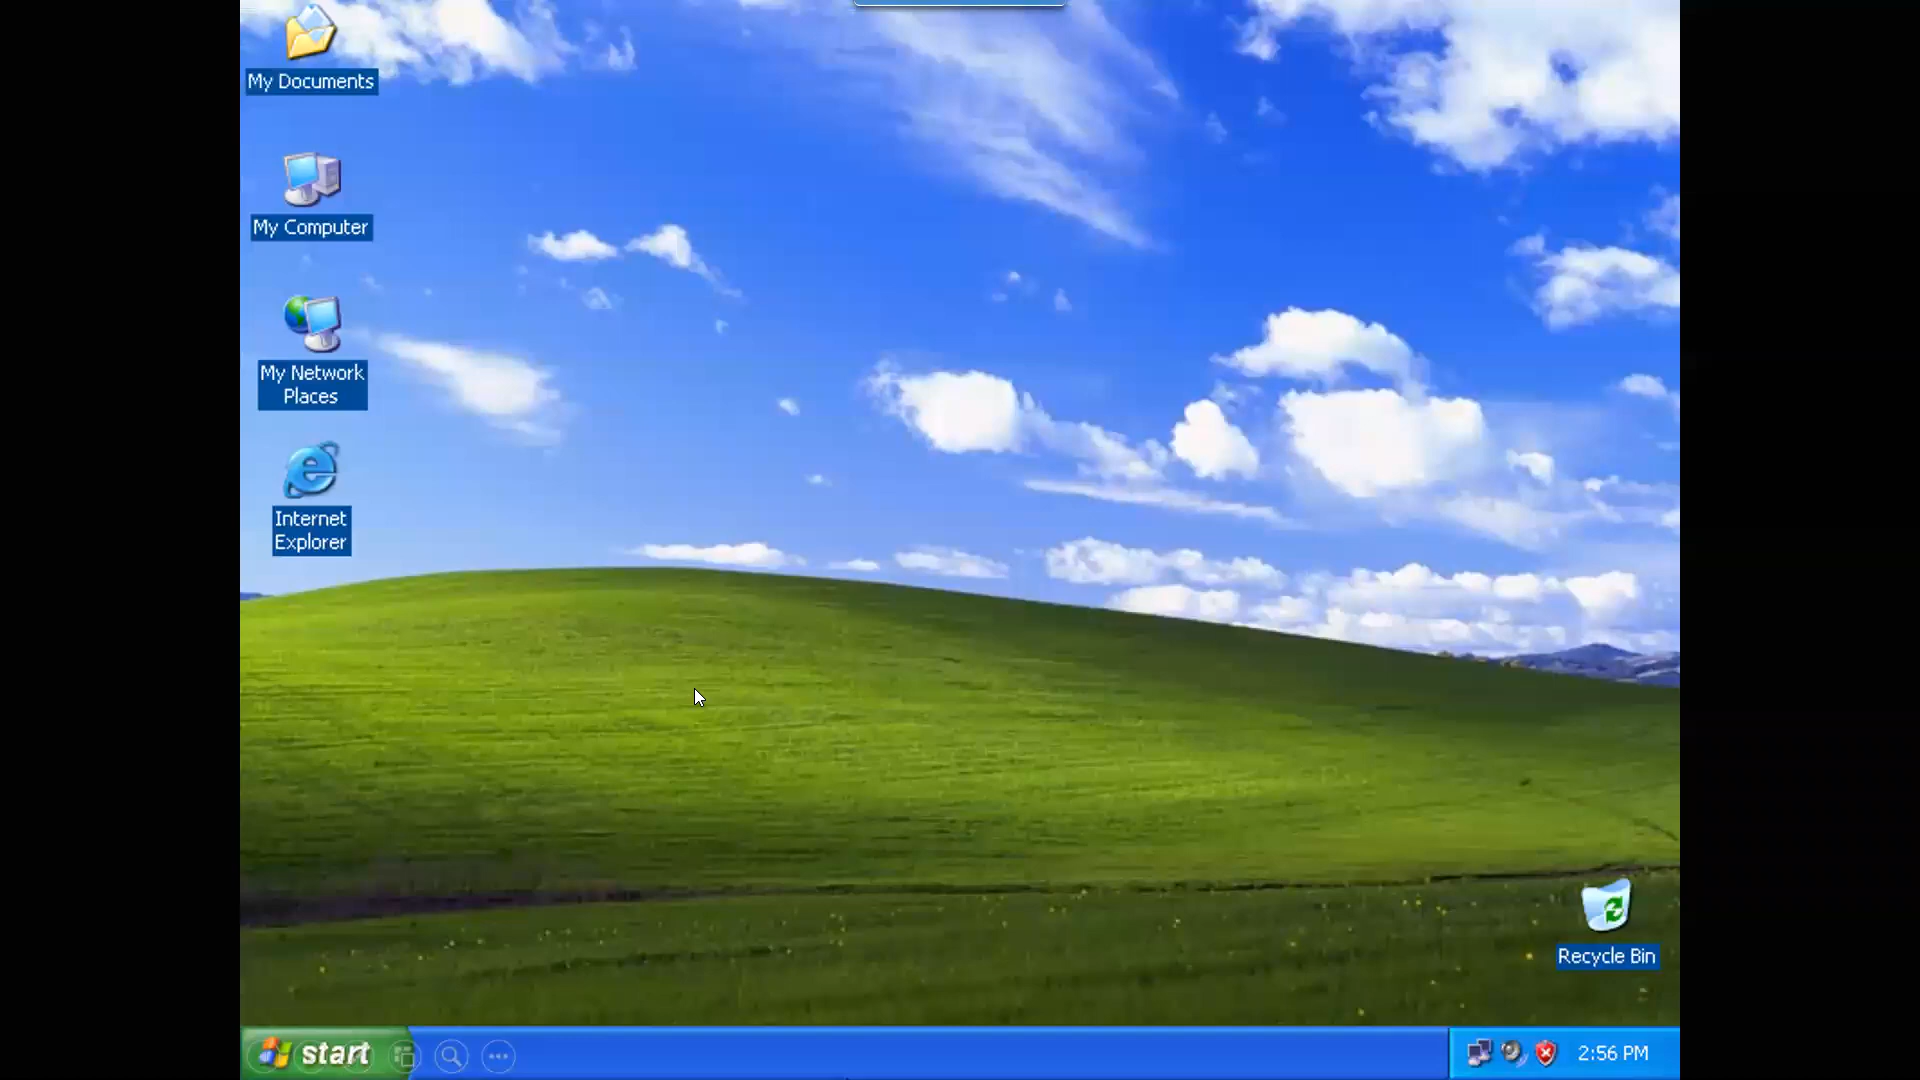 My Documents
My Computer
My Network
Places
Internet
Explorer
Recycle Bin
start
2:56 PM